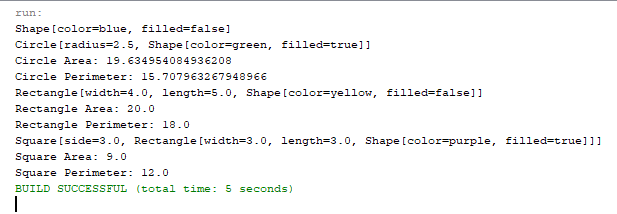 run:
Shape[color=blue, filled=false]
Circle[radius=2.5, Shape[color=green, filled=true]]
Circle Area: 19.634954084936208
Circle Perimeter: 15.707963267948966
Rectangle[width=4.0, length=5.0, Shape[color=yellow, filled=false]]
Rectangle Area: 20.0
Rectangle Perimeter: 18.0
Square[side=3.0, Rectangle[width=3.0, length=3.0, Shape[color=purple, filled=true]]]
Square Area: 9.0
Square Perimeter: 12.0
BUILD SUCCESSFUL (total time: 5 seconds)